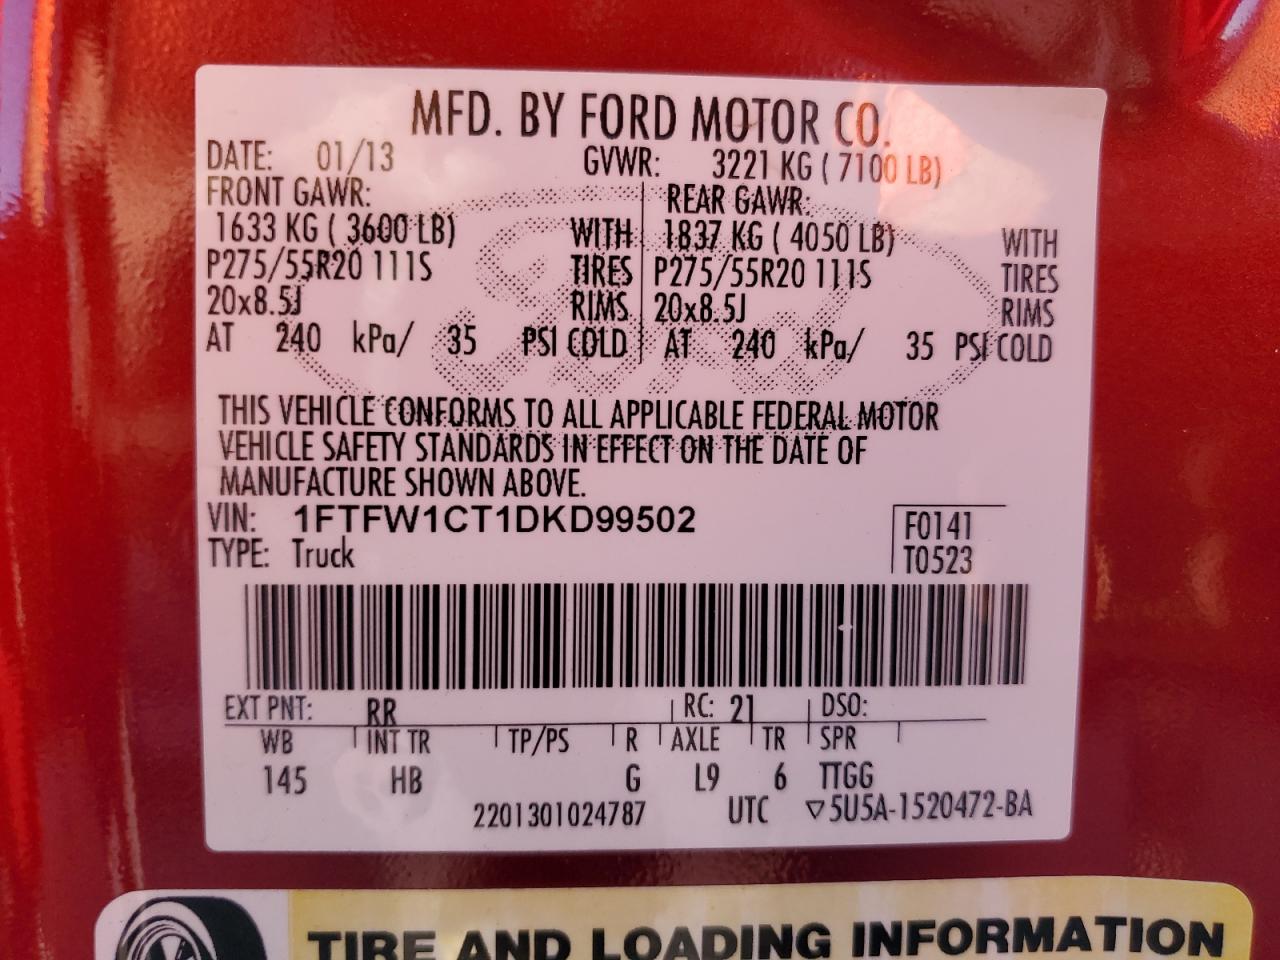 MFD. BY FORD MOTOR CO.
DATE: 01/13 GVWR: 3221 KG ( 7100 LB)
FRONT GAWR: REAR GAWR:
1633 KG ( 3600 LB) WITH 1837 KG ( 4050 LB) WITH
P275/55R20 111S TIRES P275/55R20 111S TIRES
20x8.5J RIMS 20x8.5J RIMS
AT 240 kPa/ 35 PSI COLD AT 240 kPa/ 35 PSI COLD
THIS VEHICLE CONFORMS TO ALL APPLICABLE FEDERAL MOTOR
VEHICLE SAFETY STANDARDS IN EFFECT ON THE DATE OF
MANUFACTURE SHOWN ABOVE.
VIN: 1FTFW1CT1DKD99502 F0141
TYPE: Truck T0523
EXT PNT: RR RC: 21 DSO:
WB INT TR TP/PS R AXLE TR SPR
145 HB G L9 6 TTGG
2201301024787 UTC ▽5U5A-1520472-BA
TIRE AND LOADING INFORMATION